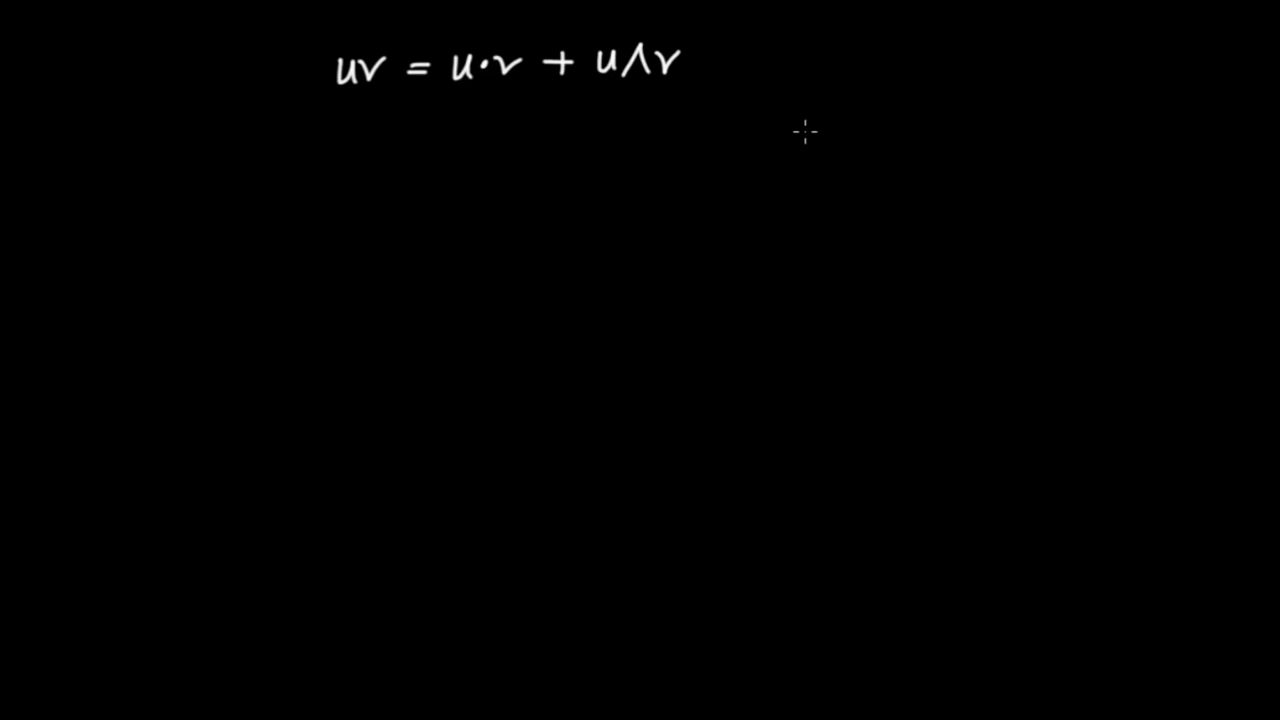 uv = u·v + u∧v